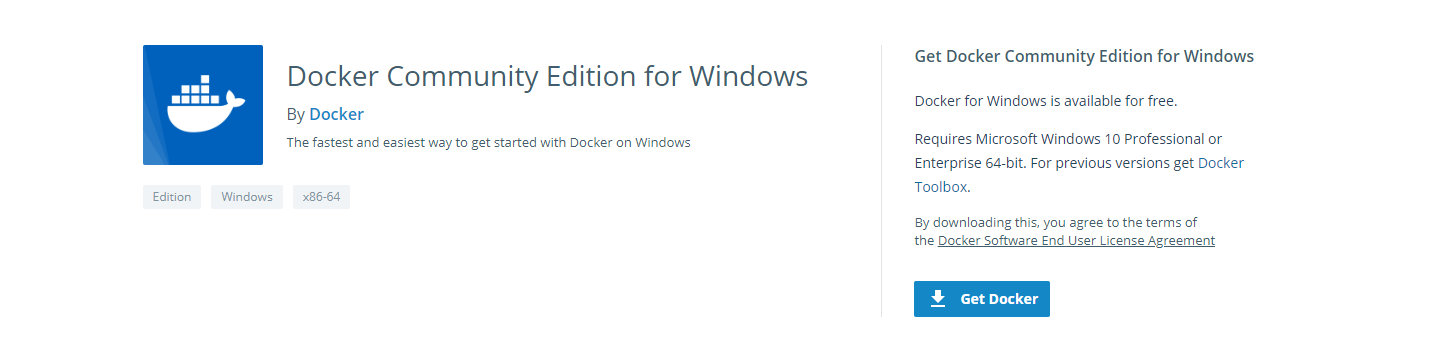 Docker Community Edition for Windows
By Docker
The fastest and easiest way to get started with Docker on Windows
Edition
Windows
x86-64
Get Docker Community Edition for Windows
Docker for Windows is available for free.
Requires Microsoft Windows 10 Professional or
Enterprise 64-bit. For previous versions get Docker
Toolbox.
By downloading this, you agree to the terms of
the Docker Software End User License Agreement
Get Docker